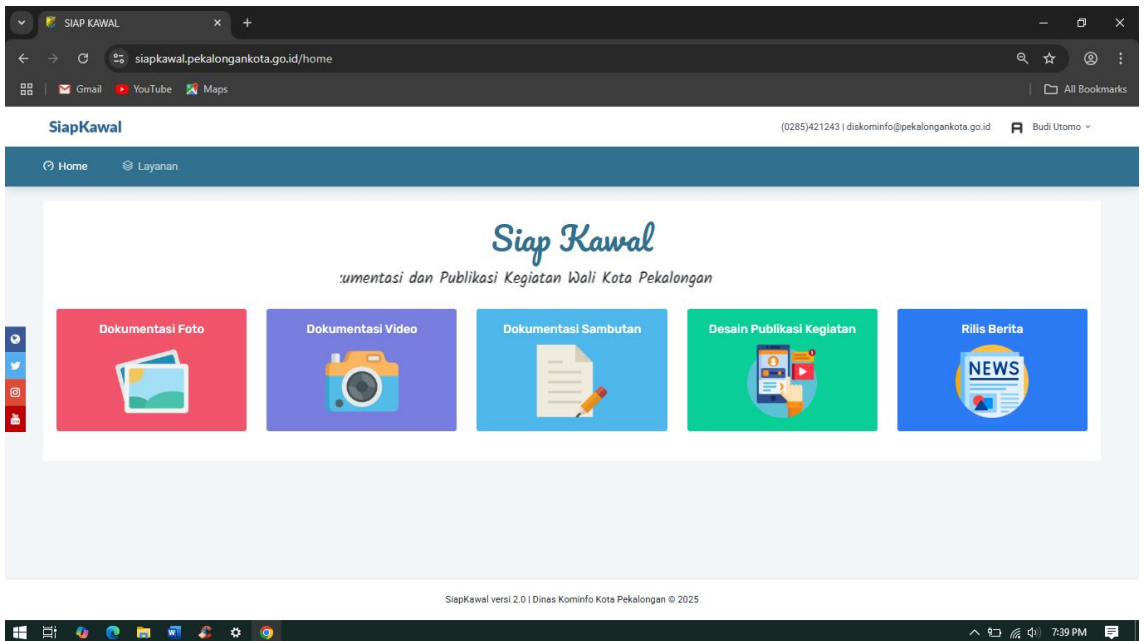 SIAP KAWAL
siapkawal.pekalongankota.go.id/home
Gmail YouTube Maps All Bookmarks
SiapKawal (0285)421243 | diskominfo@pekalongankota.go.id Budi Utomo
Home Layanan
Siap Kawal
umentasi dan Publikasi Kegiatan Wali Kota Pekalongan
Dokumentasi Foto Dokumentasi Video Dokumentasi Sambutan Desain Publikasi Kegiatan Rilis Berita
NEWS
SiapKawal versi 2.0 | Dinas Kominfo Kota Pekalongan © 2025
7:39 PM